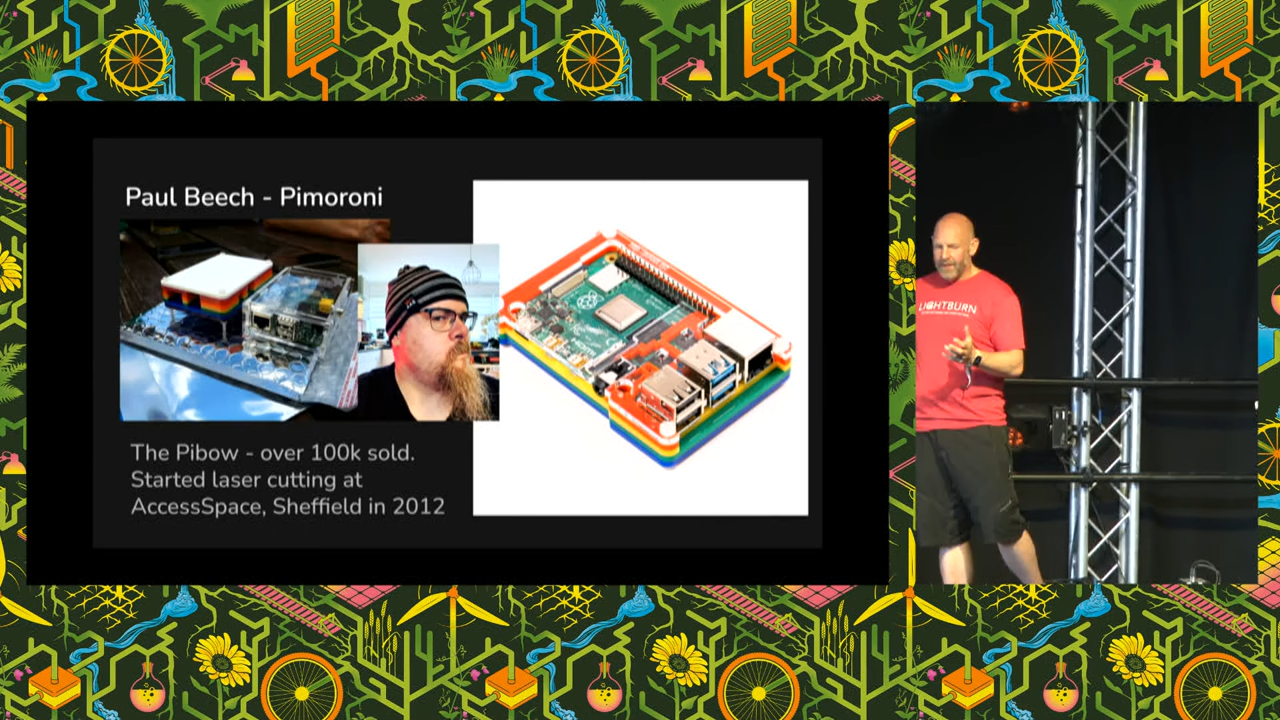 Paul Beech - Pimoroni
The Pibow - over 100k sold.
Started laser cutting at
AccessSpace, Sheffield in 2012
LIGHTBURN